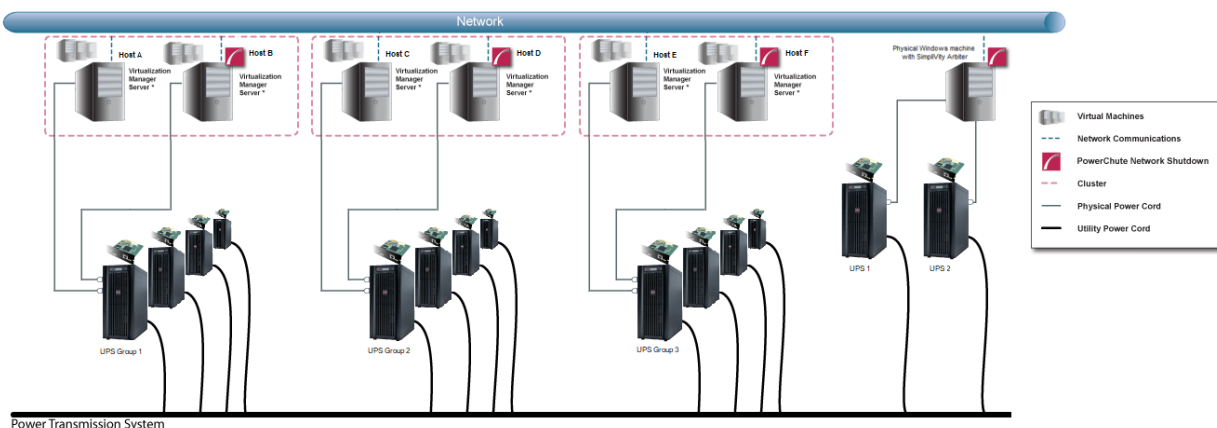 Network
Host A
Virtualization
Manager
Server *
Host B
Virtualization
Manager
Server *
Host C
Virtualization
Manager
Server *
Host D
Virtualization
Manager
Server *
Host E
Virtualization
Manager
Server *
Host F
Virtualization
Manager
Server *
Physical Windows machine
with SimpliVity Arbiter
Virtual Machines
Network Communications
PowerChute Network Shutdown
Cluster
Physical Power Cord
Utility Power Cord
UPS Group 1
UPS Group 2
UPS Group 3
UPS 1
UPS 2
Power Transmission System